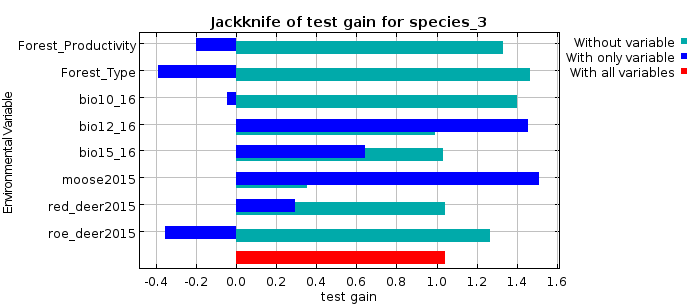 Jackknife of test gain for species_3
Forest_Productivity
Forest_Type
bio10_16
bio12_16
bio15_16
moose2015
red_deer2015
roe_deer2015
Environmental Variable
-0.4 -0.2 0.0 0.2 0.4 0.6 0.8 1.0 1.2 1.4 1.6
test gain
Without variable
With only variable
With all variables